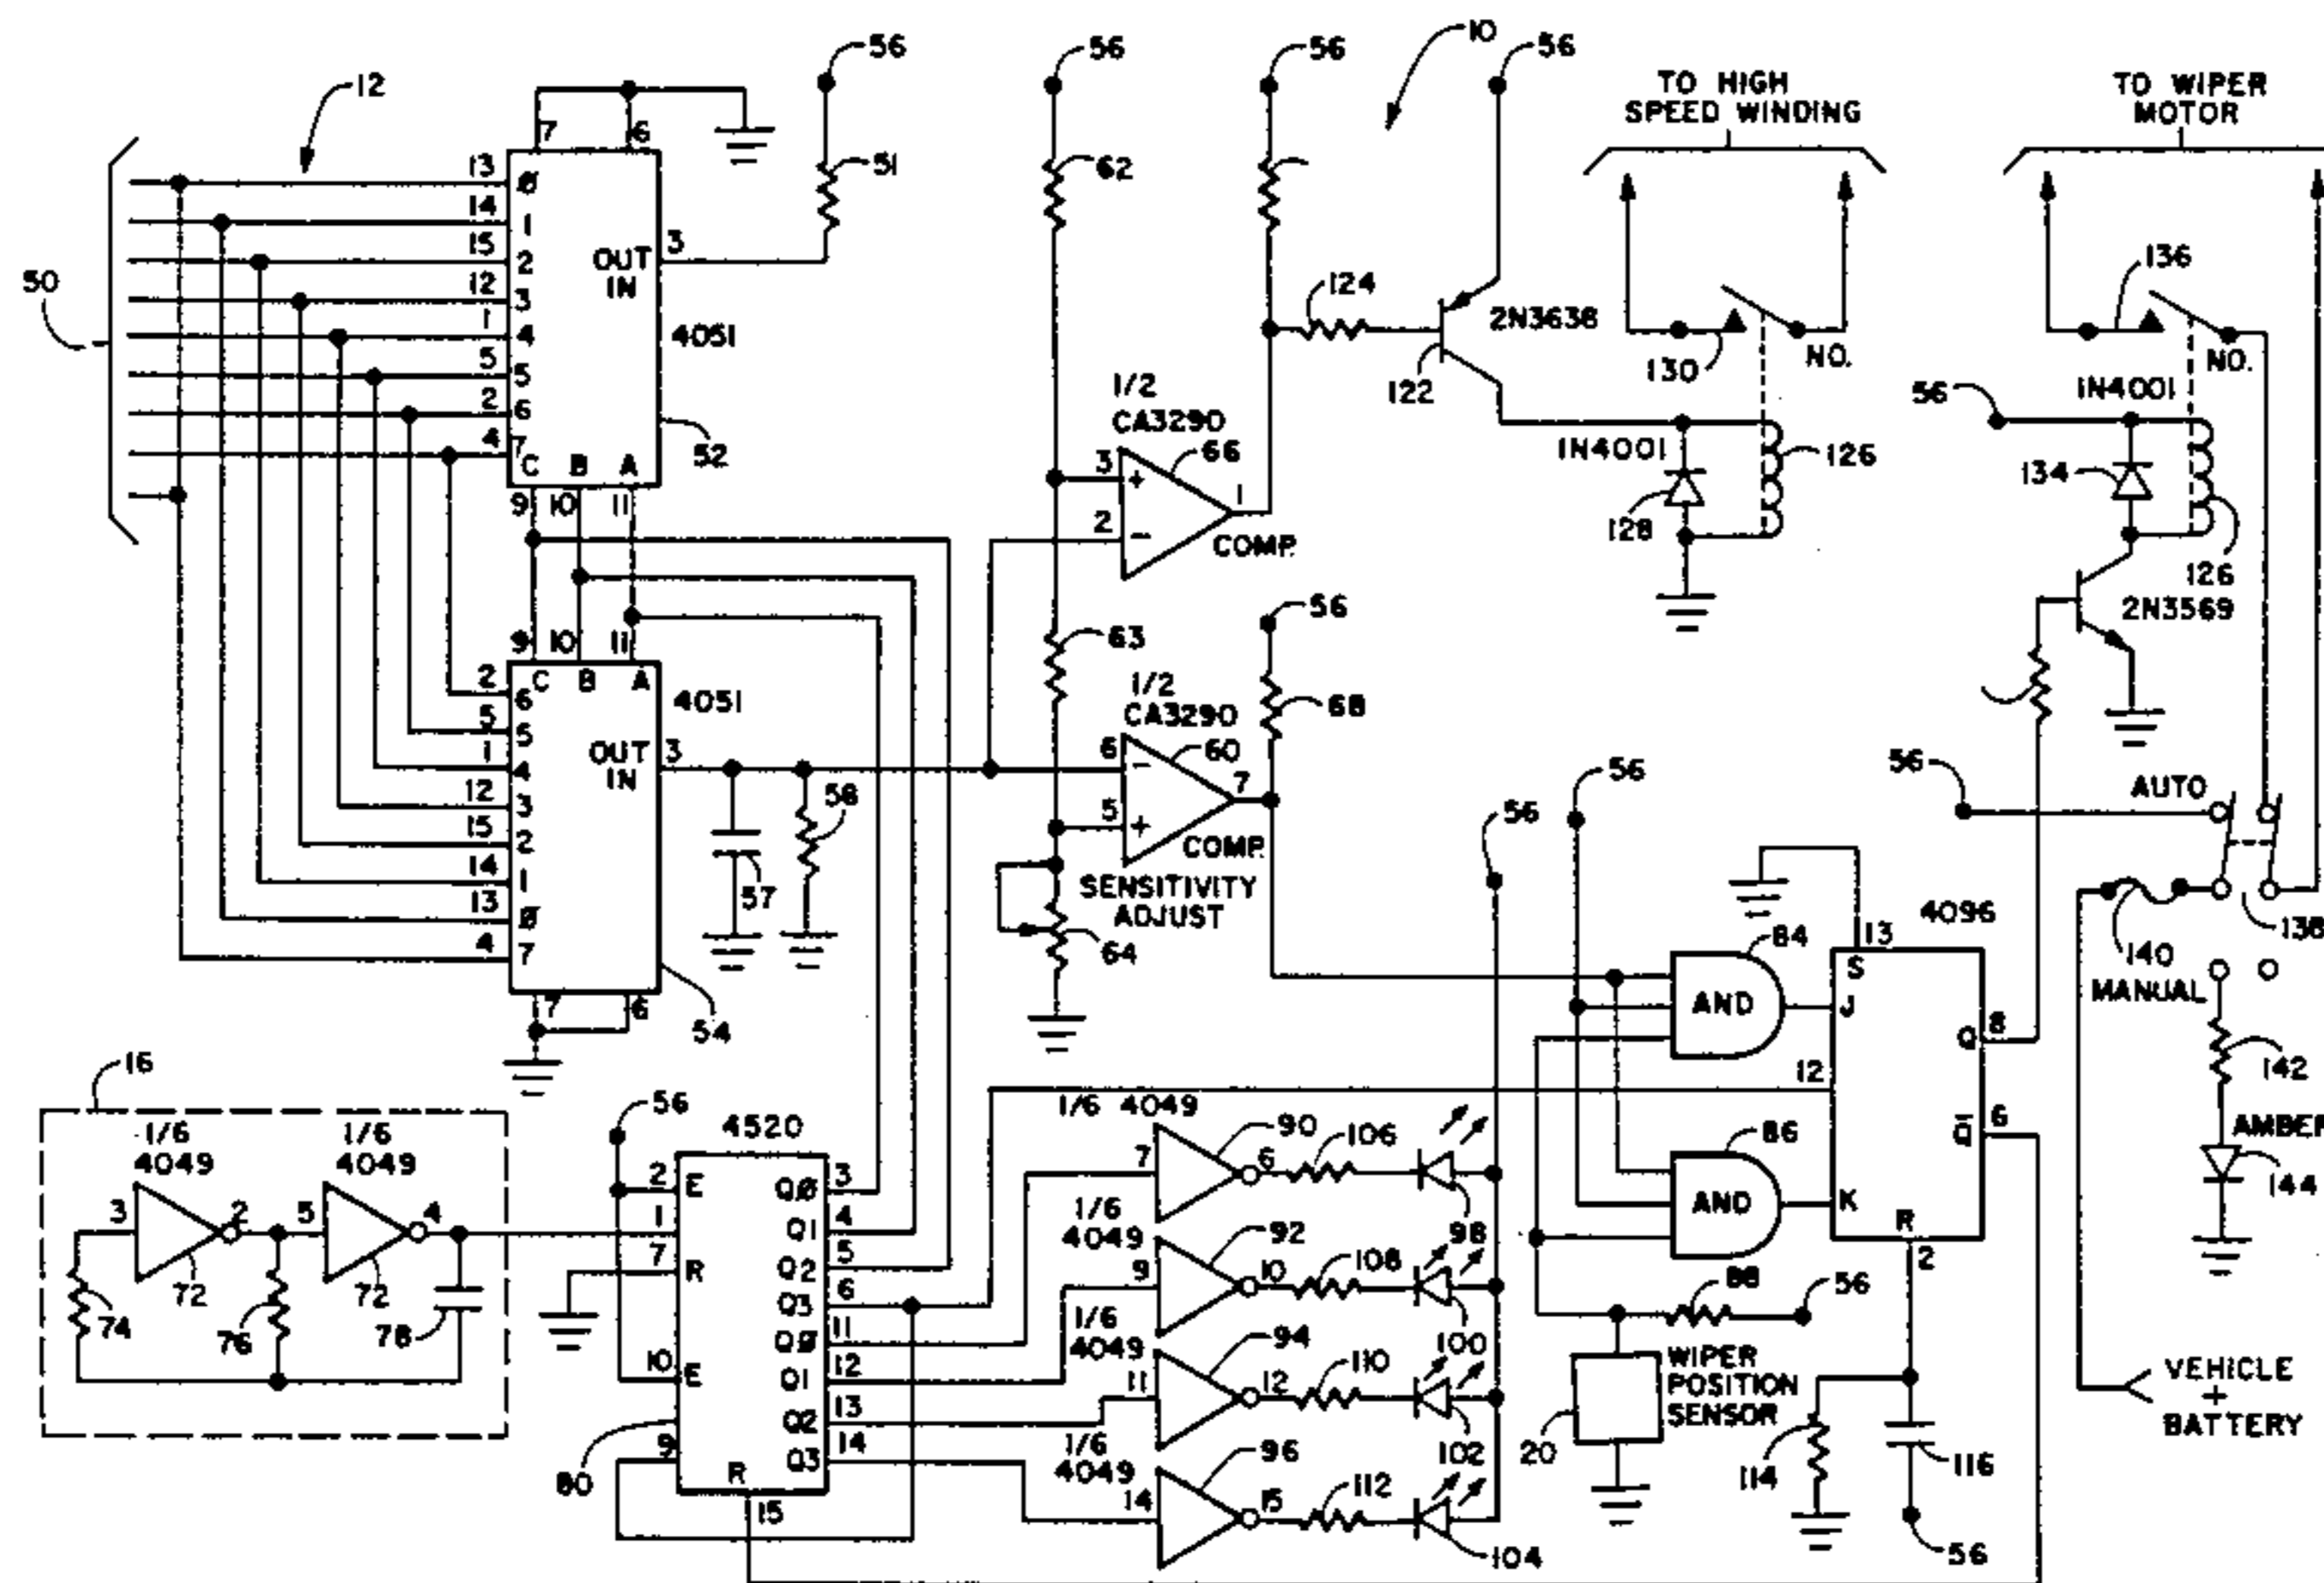 12
56
56
56
10
56
TO HIGH
SPEED WINDING
TO WIPER
MOTOR
50
7
6
13
14
15
12
1
5
2
4
Ø
1
2
3
4
5
6
7
OUT
IN
3
4051
C B A
52
9 10 11
51
62
124
2N3638
122
130
NO.
136
NO.
1/2
CA3290
66
3
+
2
−
1
COMP.
1N4001
128
126
56
1N4001
134
126
2N3569
9 10 11
C B A
4051
2
5
1
12
15
14
13
4
6
5
4
3
2
1
Ø
7
OUT
IN
3
7
6
54
57
58
63
1/2
CA3290
60
6
−
5
+
7
COMP.
56
68
SENSITIVITY
ADJUST
64
56
56
56
AUTO
138
140
MANUAL
142
AMBER
144
84
AND
86
AND
4096
13
S
J
12
K
R
2
Q
8
Q̅
6
88
56
WIPER
POSITION
SENSOR
20
114
116
56
VEHICLE
+
BATTERY
16
1/6
4049
1/6
4049
3
2
5
4
72
72
74
76
78
56
4520
2 E
1
7 R
10 E
9
R
15
80
QØ 3
Q1 4
Q2 5
Q3 6
QØ 11
Q1 12
Q2 13
Q3 14
1/6 4049
90
7
6
106
98
1/6
4049
92
9
10
108
100
1/6
4049
94
11
12
110
102
1/6
4049
96
14
15
112
104